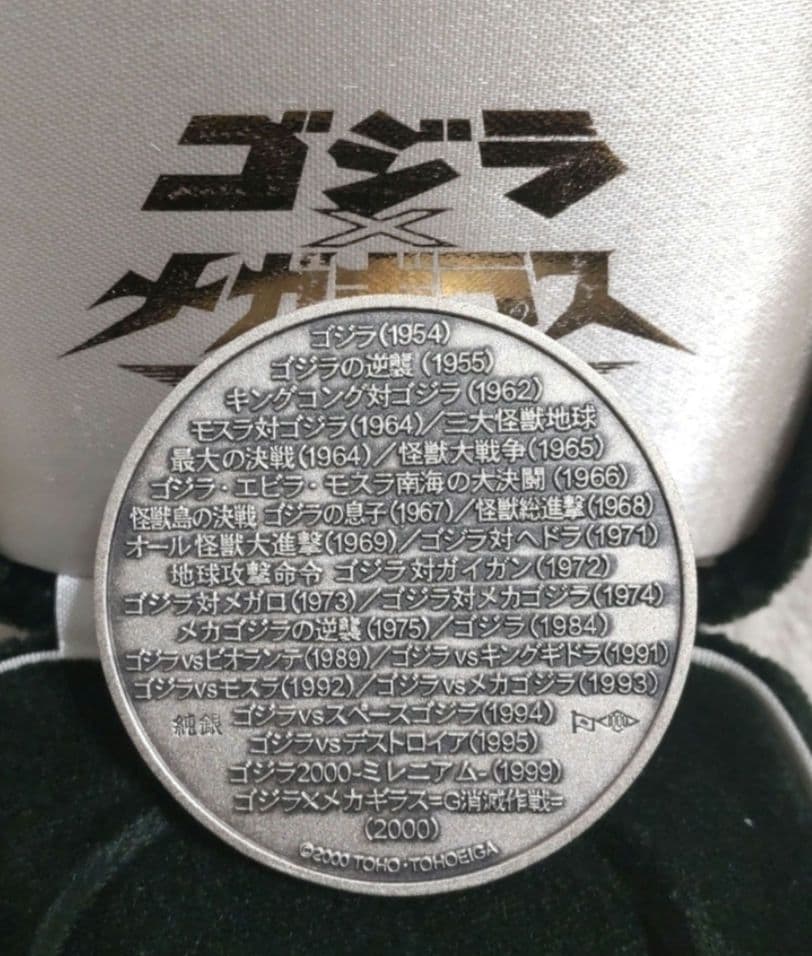 ゴジラ
×
メガギラス
ゴジラ(1954)
ゴジラの逆襲(1955)
キングコング対ゴジラ(1962)
モスラ対ゴジラ(1964)/三大怪獣地球
最大の決戦(1964)/怪獣大戦争(1965)
ゴジラ・エビラ・モスラ南海の大決闘(1966)
怪獣島の決戦 ゴジラの息子(1967)/怪獣総進撃(1968)
オール怪獣大進撃(1969)/ゴジラ対ヘドラ(1971)
地球攻撃命令 ゴジラ対ガイガン(1972)
ゴジラ対メガロ(1973)/ゴジラ対メカゴジラ(1974)
メカゴジラの逆襲(1975)/ゴジラ(1984)
ゴジラvsビオランテ(1989)/ゴジラvsキングギドラ(1991)
ゴジラvsモスラ(1992)/ゴジラvsメカゴジラ(1993)
純銀 ゴジラvsスペースゴジラ(1994)
ゴジラvsデストロイア(1995)
ゴジラ2000-ミレニアム-(1999)
ゴジラ×メカギラス=G消滅作戦=
(2000)
©2000 TOHO・TOHOEIGA